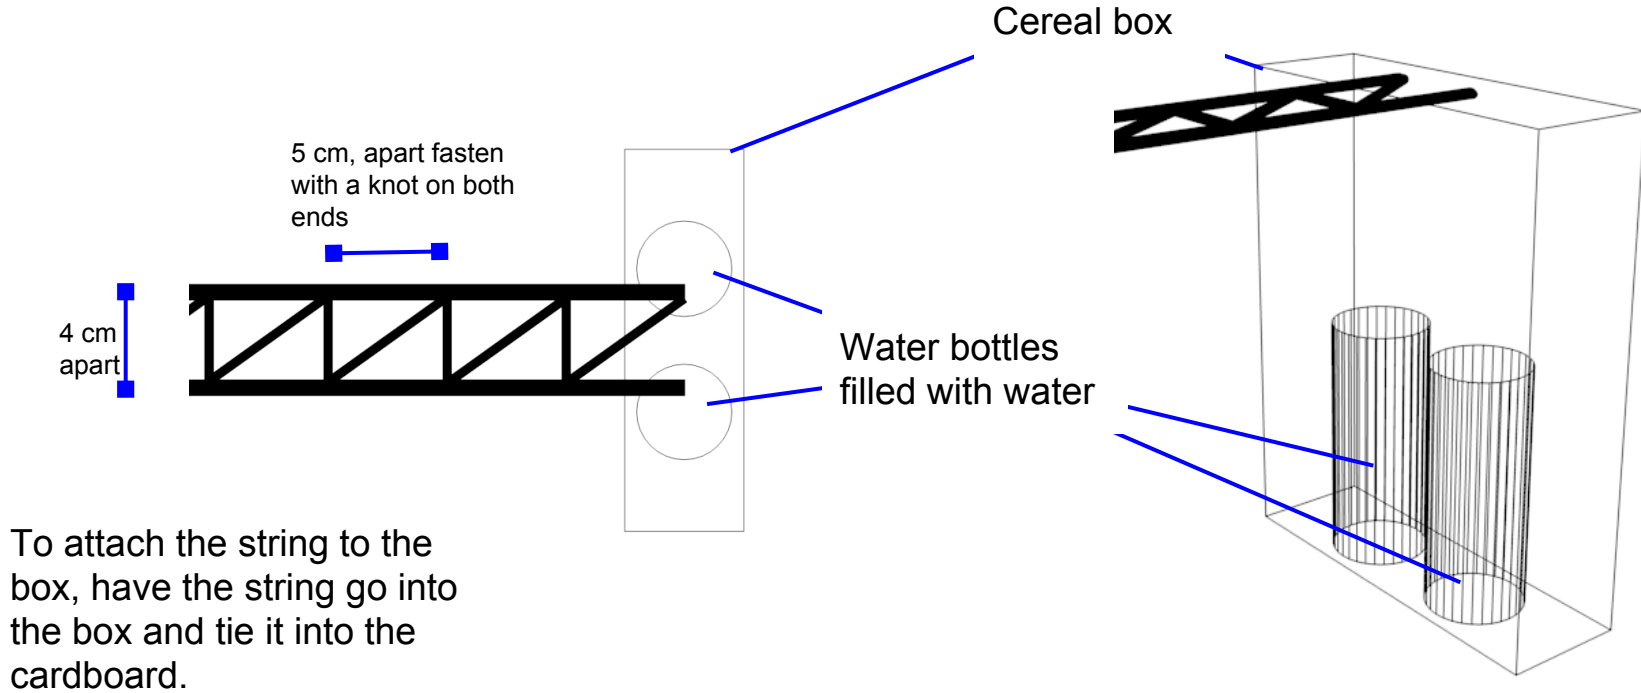 Cereal box
5 cm, apart fasten
with a knot on both
ends
4 cm
apart
Water bottles
filled with water
To attach the string to the
box, have the string go into
the box and tie it into the
cardboard.